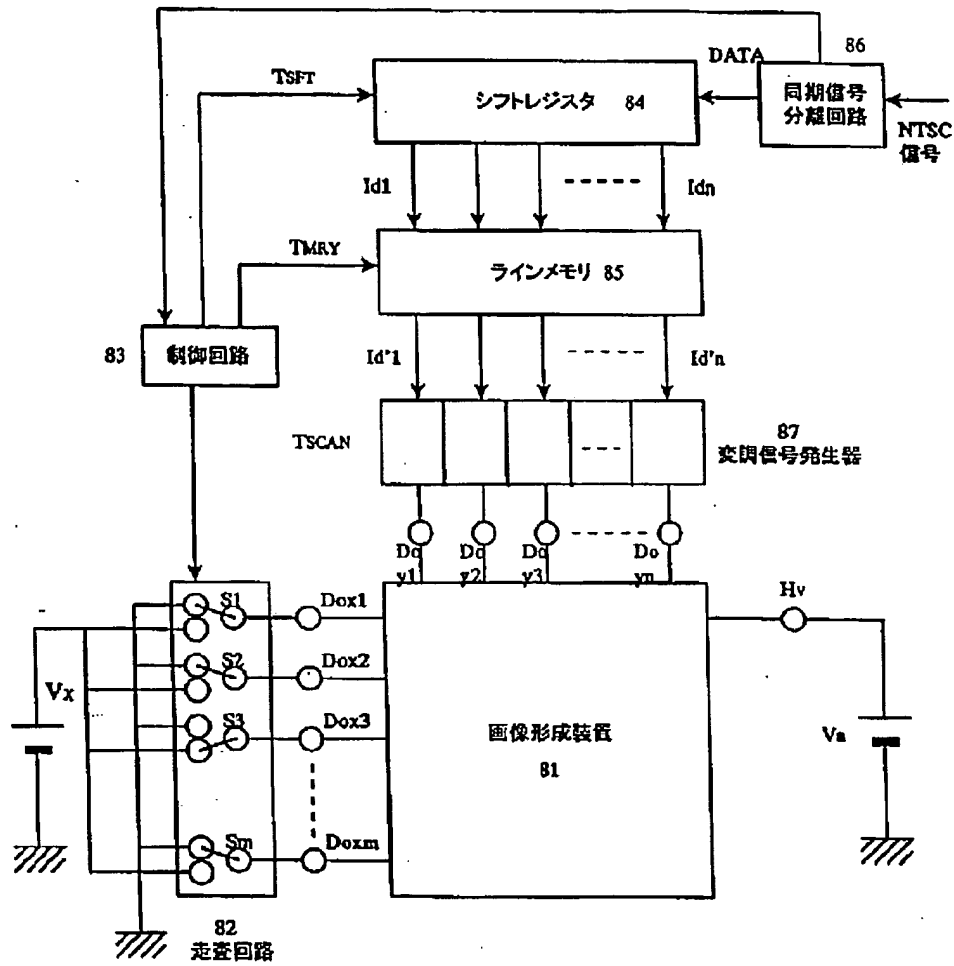 86
DATA
同期信号
分離回路
NTSC
信号
TSFT
シフトレジスタ 84
Id1
Idn
TMRY
ラインメモリ 85
83
制御回路
Id'1
Id'n
TSCAN
87
変調信号発生器
Do
y1
Do
y2
Do
y3
Do
yn
S1
Dox1
Hv
S2
Dox2
Vx
S3
Dox3
画像形成装置
81
Va
Sm
Doxm
82
走査回路